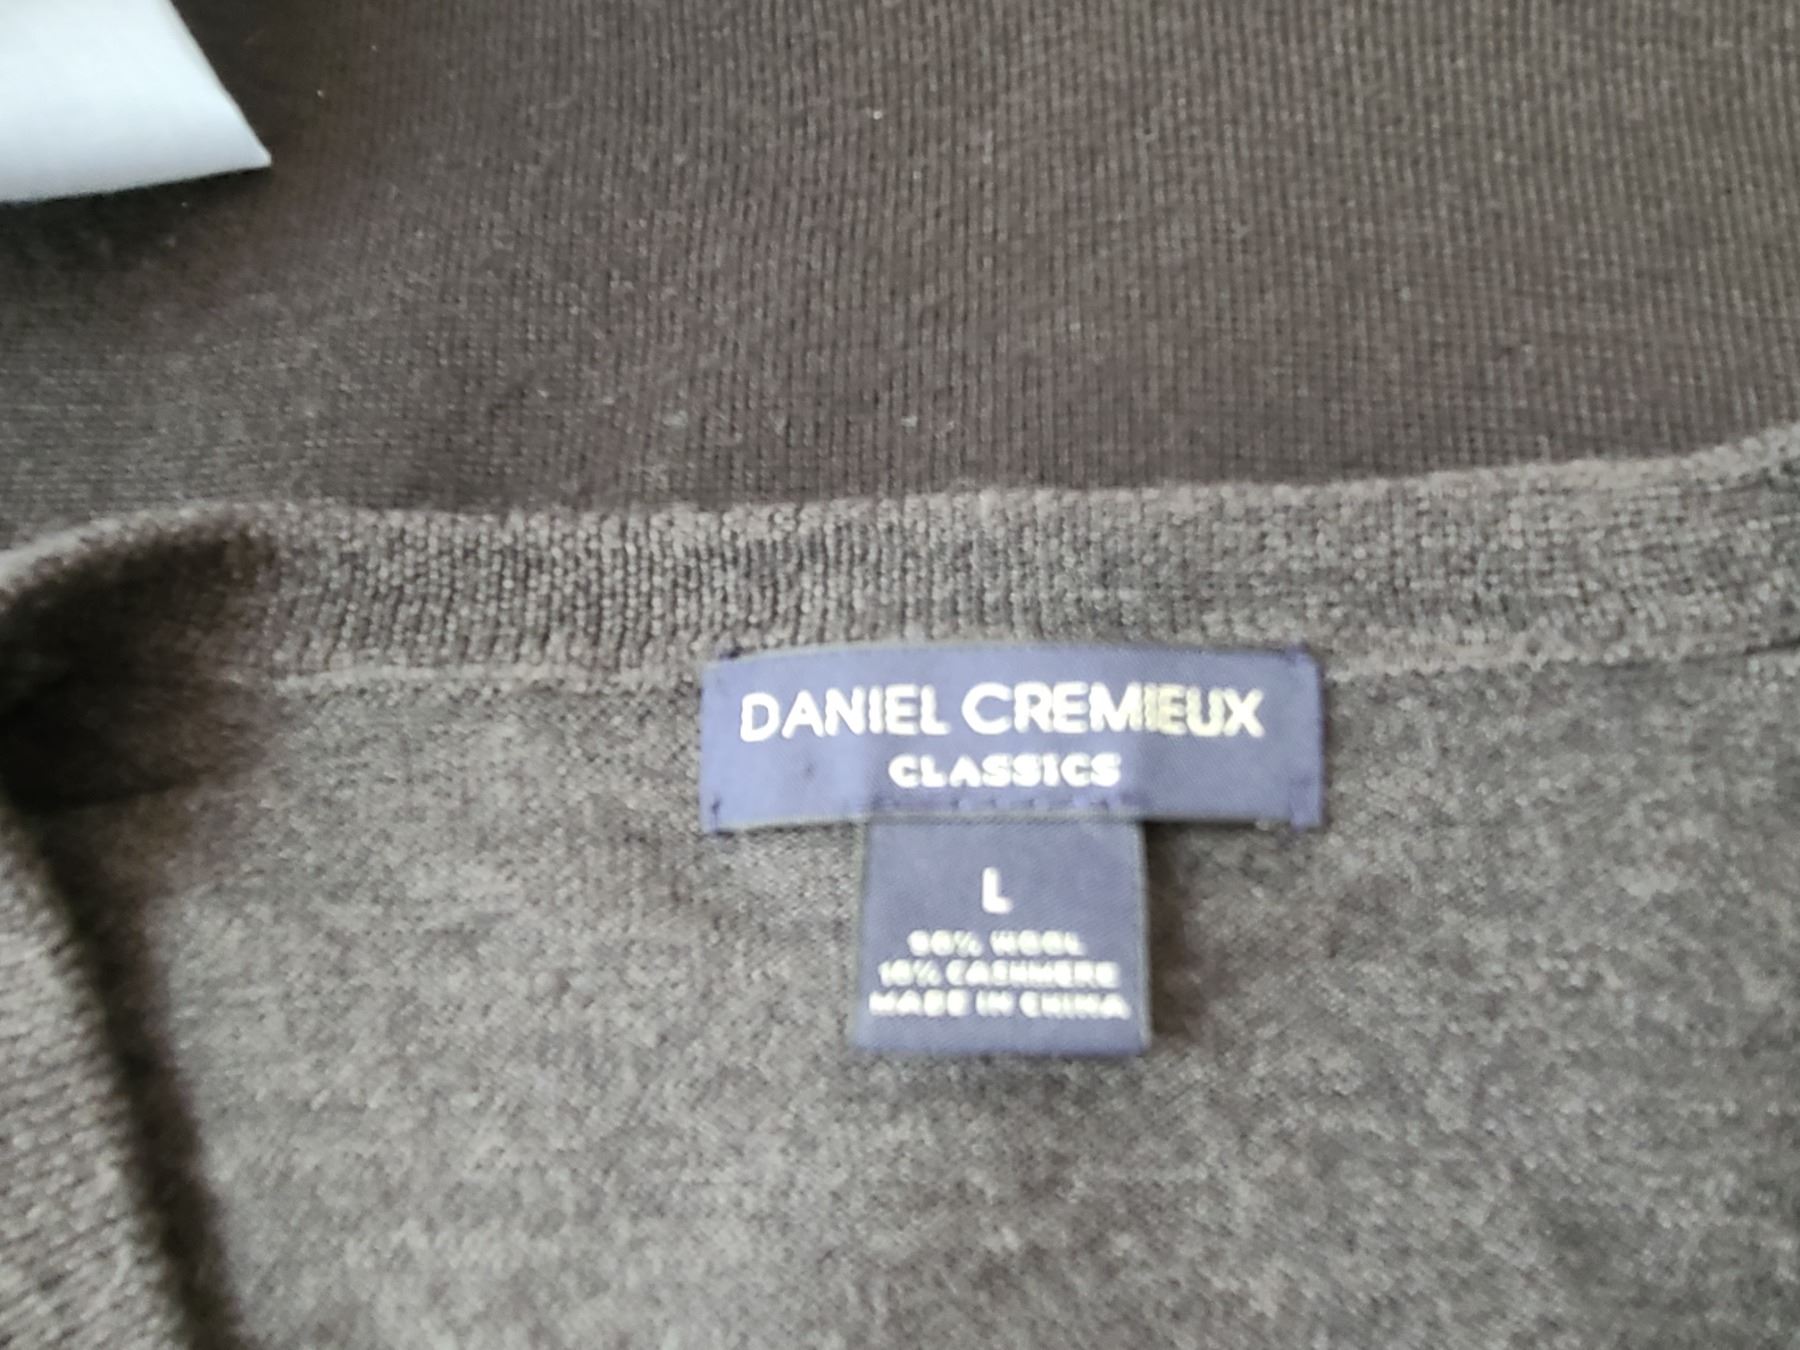 DANIEL CREMIEUX
CLASSICS
L
90% WOOL
10% CASHMERE
MADE IN CHINA